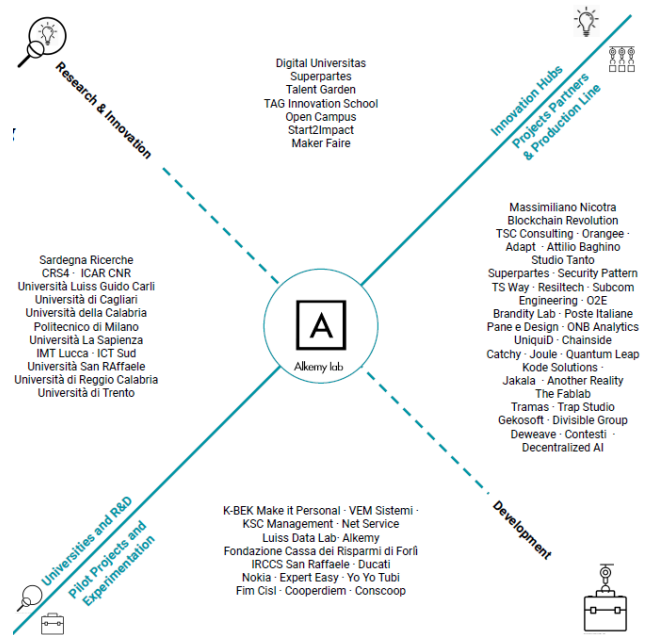 Digital Universitas
Superpartes
Talent Garden
TAG Innovation School
Open Campus
Start2Impact
Maker Faire
Research & Innovation
Innovation Hubs
Projects Partners
& Production Line
Sardegna Ricerche
CRS4 · ICAR CNR
Università Luiss Guido Carli
Università di Cagliari
Università della Calabria
Politecnico di Milano
Università La Sapienza
IMT Lucca · ICT Sud
Università San RAffaele
Università di Reggio Calabria
Università di Trento
A
Alkemy lab
Massimiliano Nicotra
Blockchain Revolution
TSC Consulting · Orangee ·
Adapt · Attilio Baghino
Studio Tanto
Superpartes · Security Pattern
TS Way · Resiltech · Subcom
Engineering · O2E
Brandity Lab · Poste Italiane
Pane e Design · ONB Analytics
UniquiD · Chainside
Catchy · Joule · Quantum Leap
Kode Solutions ·
Jakala · Another Reality
The Fablab
Tramas · Trap Studio
Gekosoft · Divisible Group
Deweave · Contesti ·
Decentralized AI
Universities and R&D
Pilot Projects and
Experimentation
K-BEK Make it Personal · VEM Sistemi ·
KSC Management · Net Service
Luiss Data Lab· Alkemy
Fondazione Cassa dei Risparmi di Forlì
IRCCS San Raffaele · Ducati
Nokia · Expert Easy · Yo Yo Tubi
Fim Cisl · Cooperdiem · Conscoop
Development